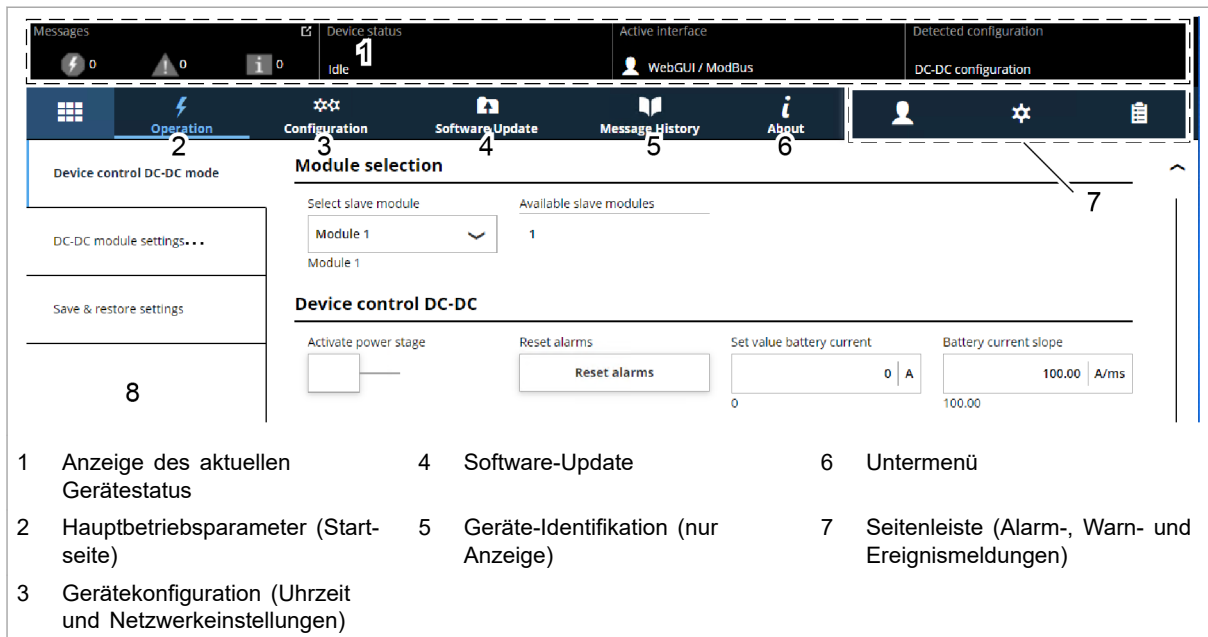 Messages
Device status
Active interface
Detected configuration
0
0
i 0
1
Idle
WebGUI / ModBus
DC-DC configuration
Operation
Configuration
Software Update
Message History
i
About
2
3
4
5
6
7
Device control DC-DC mode
DC-DC module settings...
Save & restore settings
8
Module selection
Select slave module
Available slave modules
Module 1
1
Module 1
Device control DC-DC
Activate power stage
Reset alarms
Set value battery current
Battery current slope
Reset alarms
0 A
100.00 A/ms
0
100.00
1 Anzeige des aktuellen
Gerätestatus
2 Hauptbetriebsparameter (Start-
seite)
3 Gerätekonfiguration (Uhrzeit
und Netzwerkeinstellungen)
4 Software-Update
5 Geräte-Identifikation (nur
Anzeige)
6 Untermenü
7 Seitenleiste (Alarm-, Warn- und
Ereignismeldungen)